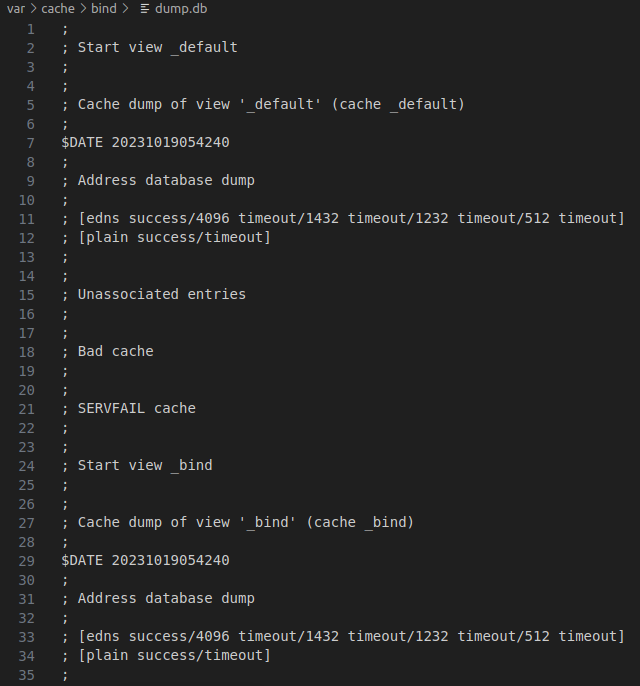 var > cache > bind > dump.db
1 ;
2 ; Start view _default
3 ;
4 ;
5 ; Cache dump of view '_default' (cache _default)
6 ;
7 $DATE 20231019054240
8 ;
9 ; Address database dump
10 ;
11 ; [edns success/4096 timeout/1432 timeout/1232 timeout/512 timeout]
12 ; [plain success/timeout]
13 ;
14 ;
15 ; Unassociated entries
16 ;
17 ;
18 ; Bad cache
19 ;
20 ;
21 ; SERVFAIL cache
22 ;
23 ;
24 ; Start view _bind
25 ;
26 ;
27 ; Cache dump of view '_bind' (cache _bind)
28 ;
29 $DATE 20231019054240
30 ;
31 ; Address database dump
32 ;
33 ; [edns success/4096 timeout/1432 timeout/1232 timeout/512 timeout]
34 ; [plain success/timeout]
35 ;